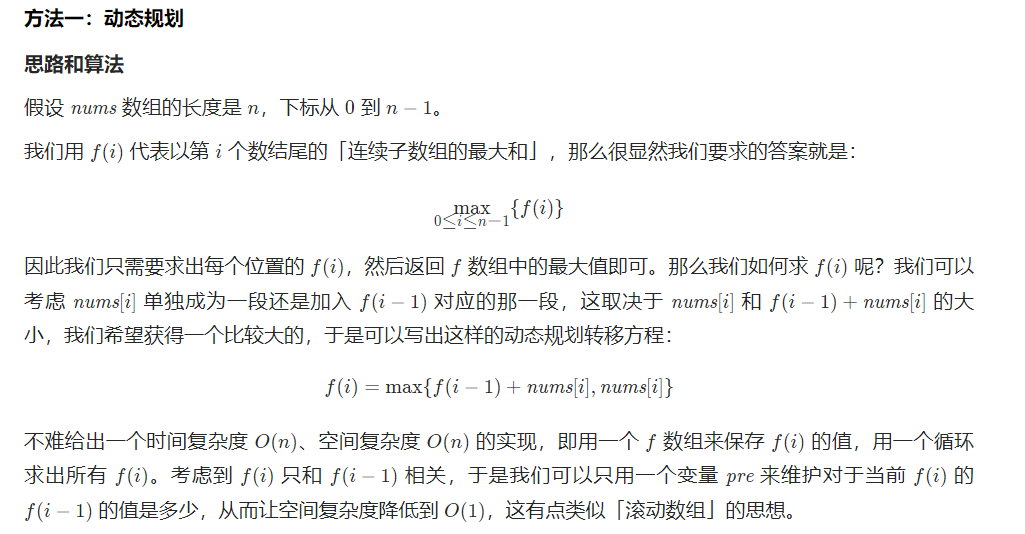 方法一：动态规划
思路和算法
假设 nums 数组的长度是 n，下标从 0 到 n − 1。
我们用 f(i) 代表以第 i 个数结尾的「连续子数组的最大和」，那么很显然我们要求的答案就是：
max {f(i)}
0≤i≤n−1
因此我们只需要求出每个位置的 f(i)，然后返回 f 数组中的最大值即可。那么我们如何求 f(i) 呢？我们可以
考虑 nums[i] 单独成为一段还是加入 f(i − 1) 对应的那一段，这取决于 nums[i] 和 f(i − 1) + nums[i] 的大
小，我们希望获得一个比较大的，于是可以写出这样的动态规划转移方程：
f(i) = max{f(i − 1) + nums[i], nums[i]}
不难给出一个时间复杂度 O(n)、空间复杂度 O(n) 的实现，即用一个 f 数组来保存 f(i) 的值，用一个循环
求出所有 f(i)。考虑到 f(i) 只和 f(i − 1) 相关，于是我们可以只用一个变量 pre 来维护对于当前 f(i) 的
f(i − 1) 的值是多少，从而让空间复杂度降低到 O(1)，这有点类似「滚动数组」的思想。